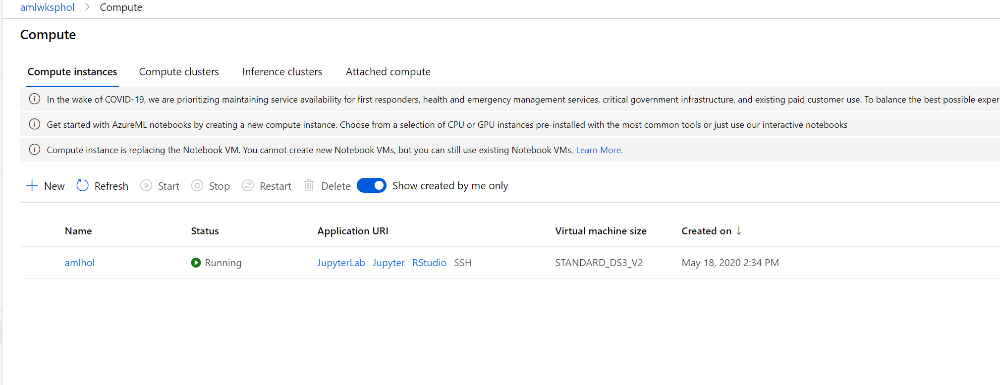 amlwksphol > Compute
Compute
Compute instances Compute clusters Inference clusters Attached compute
In the wake of COVID-19, we are prioritizing maintaining service availability for first responders, health and emergency management services, critical government infrastructure, and existing paid customer use. To balance the best possible exper
Get started with AzureML notebooks by creating a new compute instance. Choose from a selection of CPU or GPU instances pre-installed with the most common tools or just use our interactive notebooks
Compute instance is replacing the Notebook VM. You cannot create new Notebook VMs, but you can still use existing Notebook VMs. Learn More.
New Refresh Start Stop Restart Delete Show created by me only
Name Status Application URI Virtual machine size Created on ↓
amlhol Running JupyterLab Jupyter RStudio SSH STANDARD_DS3_V2 May 18, 2020 2:34 PM